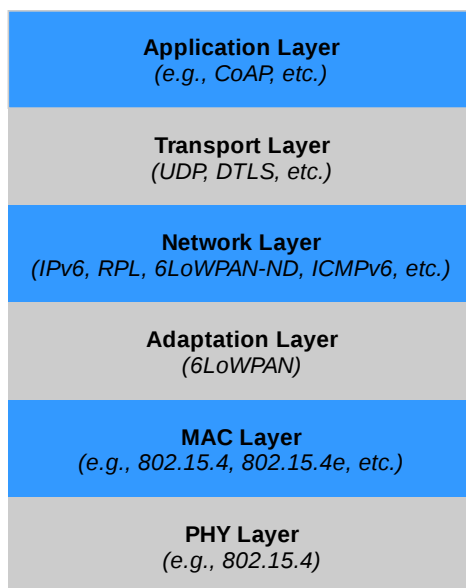 Application Layer
(e.g., CoAP, etc.)
Transport Layer
(UDP, DTLS, etc.)
Network Layer
(IPv6, RPL, 6LoWPAN-ND, ICMPv6, etc.)
Adaptation Layer
(6LoWPAN)
MAC Layer
(e.g., 802.15.4, 802.15.4e, etc.)
PHY Layer
(e.g., 802.15.4)